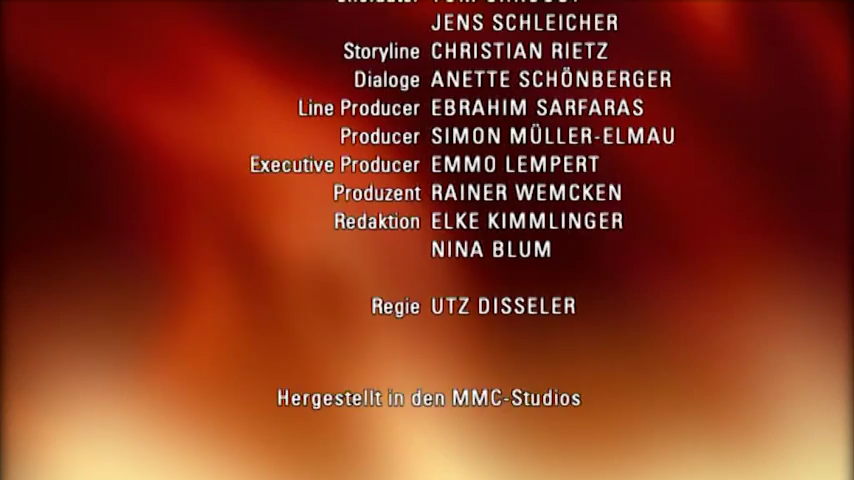 JENS SCHLEICHER
Storyline CHRISTIAN RIETZ
Dialoge ANETTE SCHÖNBERGER
Line Producer EBRAHIM SARFARAS
Producer SIMON MÜLLER-ELMAU
Executive Producer EMMO LEMPERT
Produzent RAINER WEMCKEN
Redaktion ELKE KIMMLINGER
NINA BLUM
Regie UTZ DISSELER
Hergestellt in den MMC-Studios